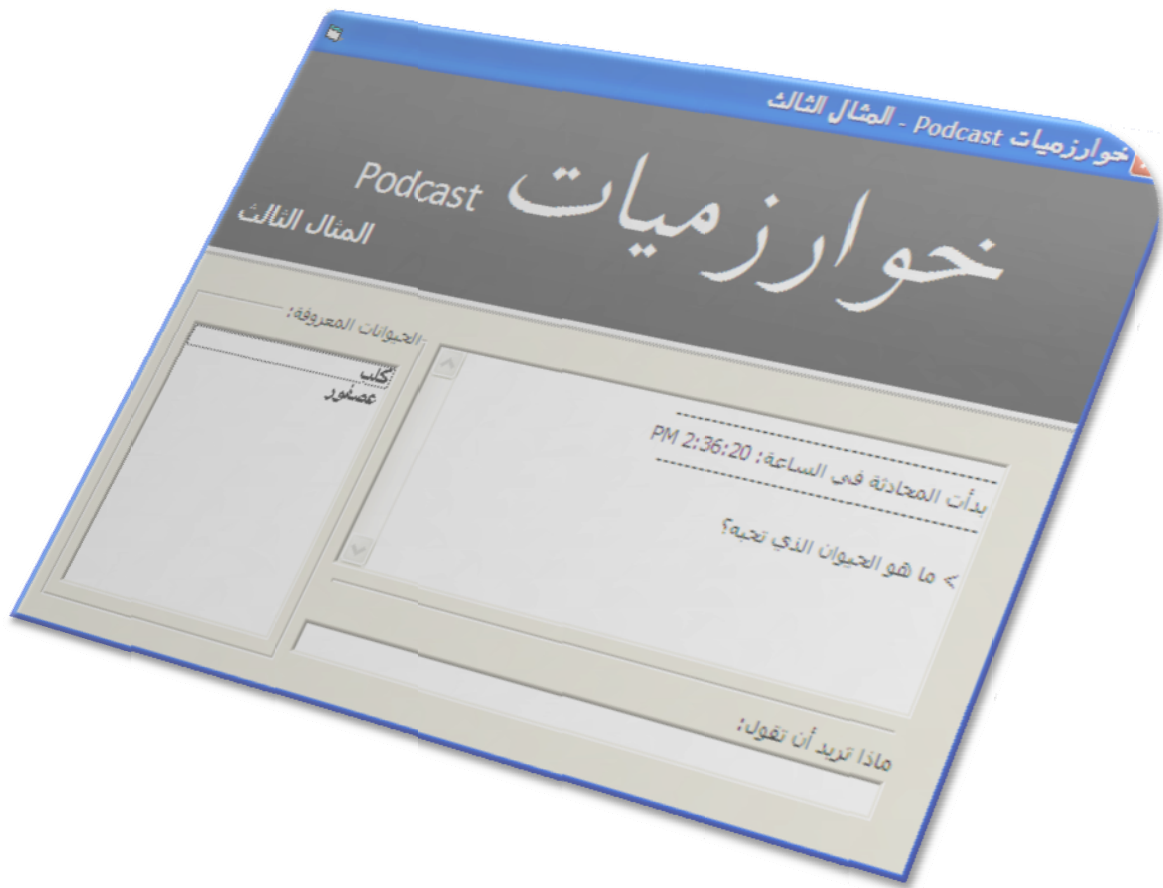 خوارزميات Podcast - المثال الثالث
خوارزميات Podcast
المثال الثالث
الحيوانات المعروفة:
كلب
عصفور
--------------------------------
بدأت المحادثة في الساعة: 2:36:20 PM
--------------------------------
> ما هو الحيوان الذي تحبه؟
ماذا تريد أن تقول: